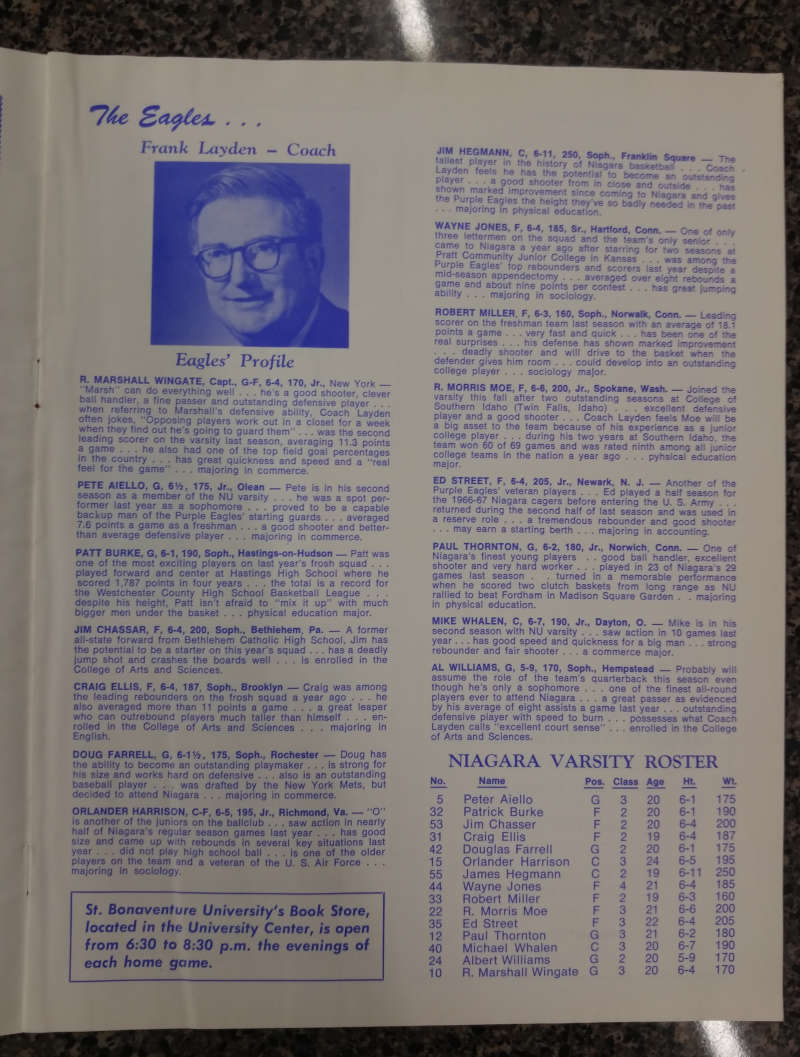 The Eagles . . .
Frank Layden – Coach
Eagles' Profile
R. MARSHALL WINGATE, Capt., G-F, 6-4, 170, Jr., New York —
"Marsh" can do everything well . . . he's a good shooter, clever
ball handler, a fine passer and outstanding defensive player . . .
when referring to Marshall's defensive ability, Coach Layden
often jokes, "Opposing players work out in a closet for a week
when they find out he's going to guard them" . . . was the second
leading scorer on the varsity last season, averaging 11.3 points
a game . . . he also had one of the top field goal percentages
in the country . . . has great quickness and speed and a "real
feel for the game" . . . majoring in commerce.
PETE AIELLO, G, 6½, 175, Jr., Olean — Pete is in his second
season as a member of the NU varsity . . . he was a spot per-
former last year as a sophomore . . . proved to be a capable
backup man of the Purple Eagles' starting guards . . . averaged
7.6 points a game as a freshman . . . a good shooter and better-
than average defensive player . . . majoring in commerce.
PATT BURKE, G, 6-1, 190, Soph., Hastings-on-Hudson — Patt was
one of the most exciting players on last year's frosh squad . . .
played forward and center at Hastings High School where he
scored 1,787 points in four years . . . the total is a record for
the Westchester County High School Basketball League . . .
despite his height, Patt isn't afraid to "mix it up" with much
bigger men under the basket . . . physical education major.
JIM CHASSAR, F, 6-4, 200, Soph., Bethlehem, Pa. — A former
all-state forward from Bethlehem Catholic High School, Jim has
the potential to be a starter on this year's squad . . . has a deadly
jump shot and crashes the boards well . . . is enrolled in the
College of Arts and Sciences.
CRAIG ELLIS, F, 6-4, 187, Soph., Brooklyn — Craig was among
the leading rebounders on the frosh squad a year ago . . . he
also averaged more than 11 points a game . . . a great leaper
who can outrebound players much taller than himself . . . en-
rolled in the College of Arts and Sciences . . . majoring in
English.
DOUG FARRELL, G, 6-1½, 175, Soph., Rochester — Doug has
the ability to become an outstanding playmaker . . . is strong for
his size and works hard on defensive . . . also is an outstanding
baseball player . . . was drafted by the New York Mets, but
decided to attend Niagara . . . majoring in commerce.
ORLANDER HARRISON, C-F, 6-5, 195, Jr., Richmond, Va. — "O"
is another of the juniors on the ballclub . . . saw action in nearly
half of Niagara's regular season games last year . . . has good
size and came up with rebounds in several key situations last
year . . . did not play high school ball . . . is one of the older
players on the team and a veteran of the U. S. Air Force . . .
majoring in sociology.
St. Bonaventure University's Book Store,
located in the University Center, is open
from 6:30 to 8:30 p.m. the evenings of
each home game.
JIM HEGMANN, C, 6-11, 250, Soph., Franklin Square — The
tallest player in the history of Niagara basketball . . . Coach
Layden feels he has the potential to become an outstanding
player . . . a good shooter from in close and outside . . . has
shown marked improvement since coming to Niagara and gives
the Purple Eagles the height they've so badly needed in the past
. . . majoring in physical education.
WAYNE JONES, F, 6-4, 185, Sr., Hartford, Conn. — One of only
three lettermen on the squad and the team's only senior . . .
came to Niagara a year ago after starring for two seasons at
Pratt Community Junior College in Kansas . . . was among the
Purple Eagles' top rebounders and scorers last year despite a
mid-season appendectomy . . . averaged over eight rebounds a
game and about nine points per contest . . . has great jumping
ability . . . majoring in sociology.
ROBERT MILLER, F, 6-3, 160, Soph., Norwalk, Conn. — Leading
scorer on the freshman team last season with an average of 18.1
points a game . . . very fast and quick . . . has been one of the
real surprises . . . his defense has shown marked improvement
. . . deadly shooter and will drive to the basket when the
defender gives him room . . . could develop into an outstanding
college player . . . sociology major.
R. MORRIS MOE, F, 6-6, 200, Jr., Spokane, Wash. — Joined the
varsity this fall after two outstanding seasons at College of
Southern Idaho (Twin Falls, Idaho) . . . excellent defensive
player and a good shooter . . . Coach Layden feels Moe will be
a big asset to the team because of his experience as a junior
college player . . . during his two years at Southern Idaho, the
team won 60 of 69 games and was rated ninth among all junior
college teams in the nation a year ago . . . pyhsical education
major.
ED STREET, F, 6-4, 205, Jr., Newark, N. J. — Another of the
Purple Eagles' veteran players . . . Ed played a half season for
the 1966-67 Niagara cagers before entering the U. S. Army . . .
returned during the second half of last season and was used in
a reserve role . . . a tremendous rebounder and good shooter
. . . may earn a starting berth . . . majoring in accounting.
PAUL THORNTON, G, 6-2, 180, Jr., Norwich, Conn. — One of
Niagara's finest young players . . good ball handler, excellent
shooter and very hard worker . . . played in 23 of Niagara's 29
games last season . . turned in a memorable performance
when he scored two clutch baskets from long range as NU
rallied to beat Fordham in Madison Square Garden . . majoring
in physical education.
MIKE WHALEN, C, 6-7, 190, Jr., Dayton, O. — Mike is in his
second season with NU varsity . . . saw action in 10 games last
year . . . has good speed and quickness for a big man . . . strong
rebounder and fair shooter . . . a commerce major.
AL WILLIAMS, G, 5-9, 170, Soph., Hempstead — Probably will
assume the role of the team's quarterback this season even
though he's only a sophomore . . . one of the finest all-round
players ever to attend Niagara . . . a great passer as evidenced
by his average of eight assists a game last year . . . outstanding
defensive player with speed to burn . . . possesses what Coach
Layden calls "excellent court sense" . . . enrolled in the College
of Arts and Sciences.
NIAGARA VARSITY ROSTER
No. Name Pos. Class Age Ht. Wt.
5 Peter Aiello G 3 20 6-1 175
32 Patrick Burke F 2 20 6-1 190
53 Jim Chasser F 2 20 6-4 200
31 Craig Ellis F 2 19 6-4 187
42 Douglas Farrell G 2 20 6-1 175
15 Orlander Harrison C 3 24 6-5 195
55 James Hegmann C 2 19 6-11 250
44 Wayne Jones F 4 21 6-4 185
33 Robert Miller F 2 19 6-3 160
22 R. Morris Moe F 3 21 6-6 200
35 Ed Street F 3 22 6-4 205
12 Paul Thornton G 3 21 6-2 180
40 Michael Whalen C 3 20 6-7 190
24 Albert Williams G 2 20 5-9 170
10 R. Marshall Wingate G 3 20 6-4 170